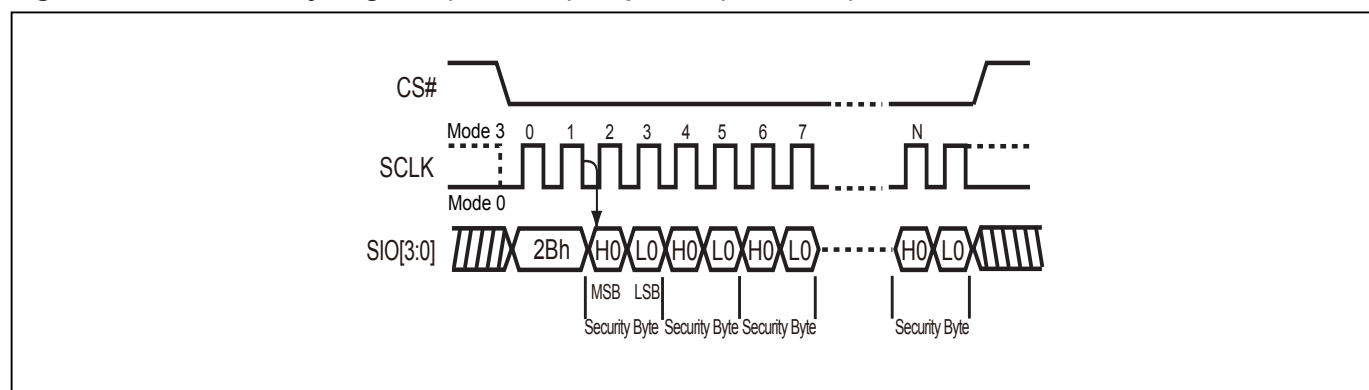 CS#
Mode 3 0 1 2 3 4 5 6 7 N
SCLK
Mode 0
SIO[3:0] 2Bh H0 L0 H0 L0 H0 L0 H0 L0
MSB LSB
Security Byte Security Byte Security Byte Security Byte